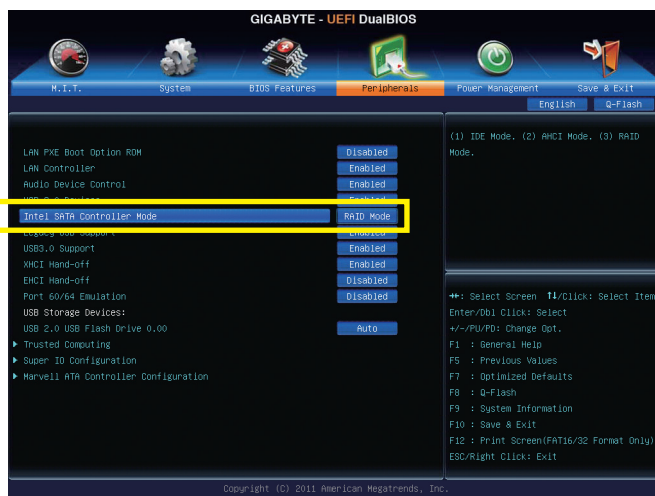 GIGABYTE - UEFI DualBIOS
M.I.T. System BIOS Features Peripherals Power Management Save & Exit
English Q-Flash
LAN PXE Boot Option ROM Disabled
LAN Controller Enabled
Audio Device Control Enabled
Intel SATA Controller Mode RAID Mode
Legacy USB Support Enabled
USB3.0 Support Enabled
XHCI Hand-off Enabled
EHCI Hand-off Disabled
Port 60/64 Emulation Disabled
USB Storage Devices:
USB 2.0 USB Flash Drive 0.00 Auto
Trusted Computing
Super IO Configuration
Marvell ATA Controller Configuration
(1) IDE Mode. (2) AHCI Mode. (3) RAID
Mode.
↔: Select Screen ↑↓/Click: Select Item
Enter/Dbl Click: Select
+/-/PU/PD: Change Opt.
F1 : General Help
F5 : Previous Values
F7 : Optimized Defaults
F8 : Q-Flash
F9 : System Information
F10 : Save & Exit
F12 : Print Screen(FAT16/32 Format Only)
ESC/Right Click: Exit
Copyright (C) 2011 American Megatrends, Inc.